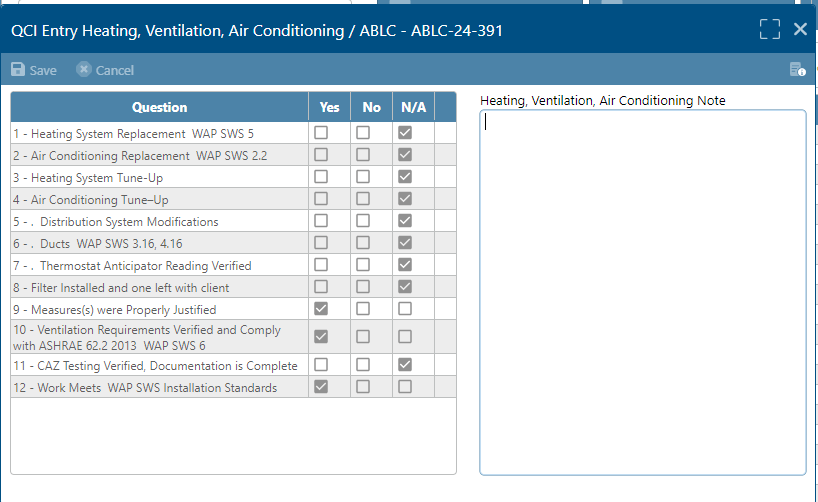 QCI Entry Heating, Ventilation, Air Conditioning / ABLC - ABLC-24-391
Save Cancel
Question Yes No N/A
1 - Heating System Replacement  WAP SWS 5
2 - Air Conditioning Replacement  WAP SWS 2.2
3 - Heating System Tune-Up
4 - Air Conditioning Tune–Up
5 - .  Distribution System Modifications
6 - .  Ducts  WAP SWS 3.16, 4.16
7 - .  Thermostat Anticipator Reading Verified
8 - Filter Installed and one left with client
9 - Measures(s) were Properly Justified
10 - Ventilation Requirements Verified and Comply
with ASHRAE 62.2 2013  WAP SWS 6
11 - CAZ Testing Verified, Documentation is Complete
12 - Work Meets  WAP SWS Installation Standards
Heating, Ventilation, Air Conditioning Note